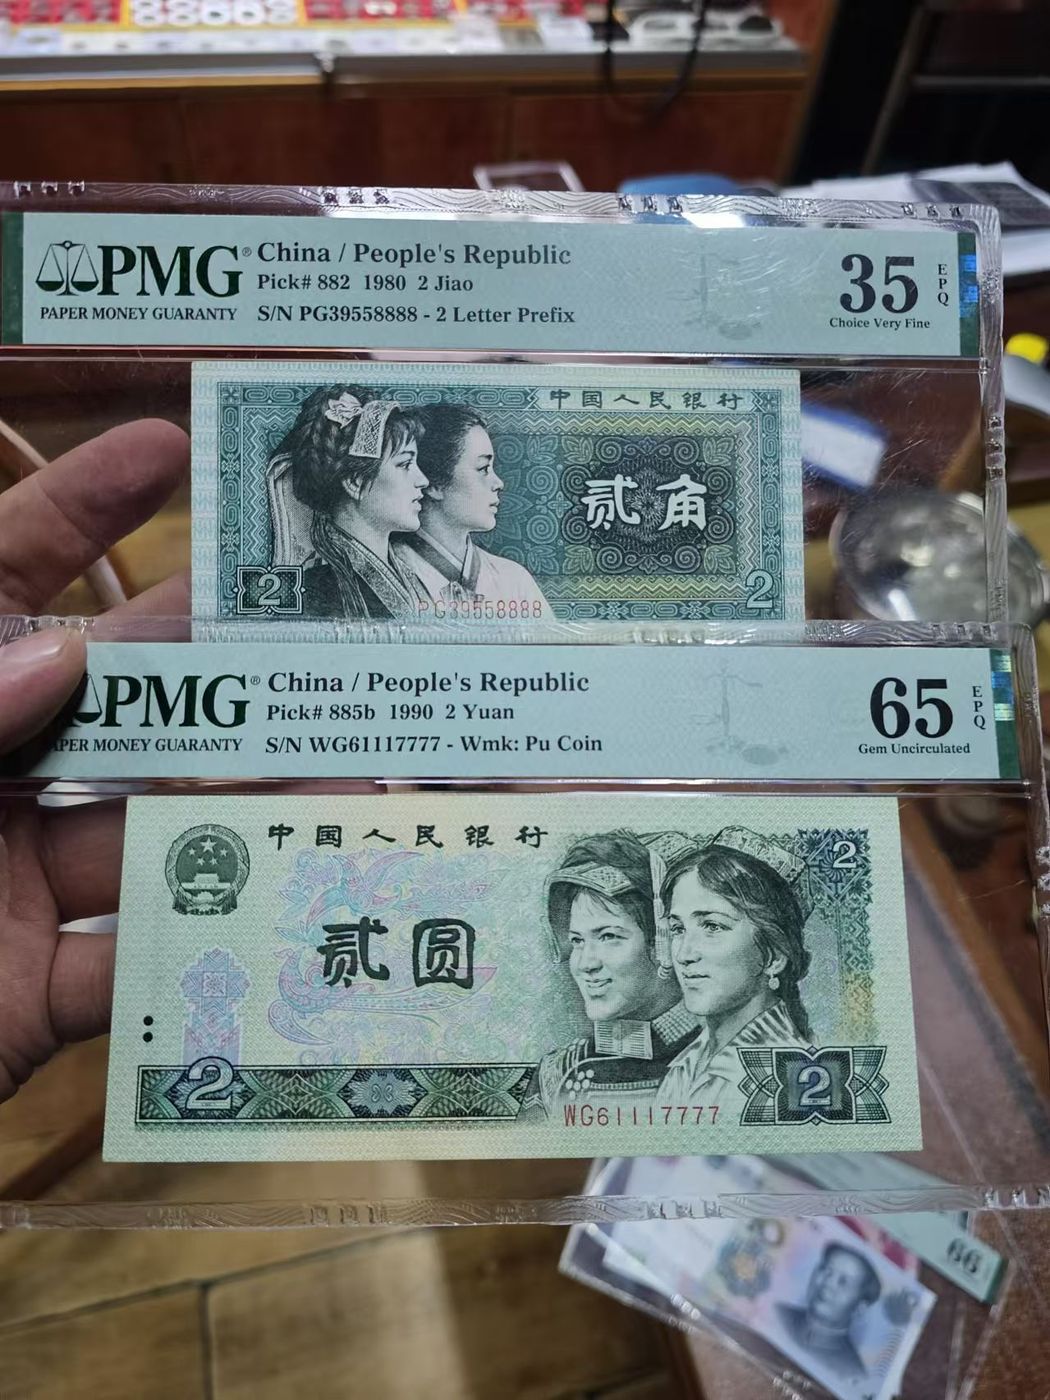 PMG®
PAPER MONEY GUARANTY
China / People's Republic
Pick# 882 1980 2 Jiao
S/N PG39558888 - 2 Letter Prefix
35
EPQ
Choice Very Fine
中国人民银行
贰角
2
2
PG39558888
PMG®
PER MONEY GUARANTY
China / People's Republic
Pick# 885b 1990 2 Yuan
S/N WG61117777 - Wmk: Pu Coin
65
EPQ
Gem Uncirculated
中国人民银行
2
贰圆
2
2
WG61117777
66